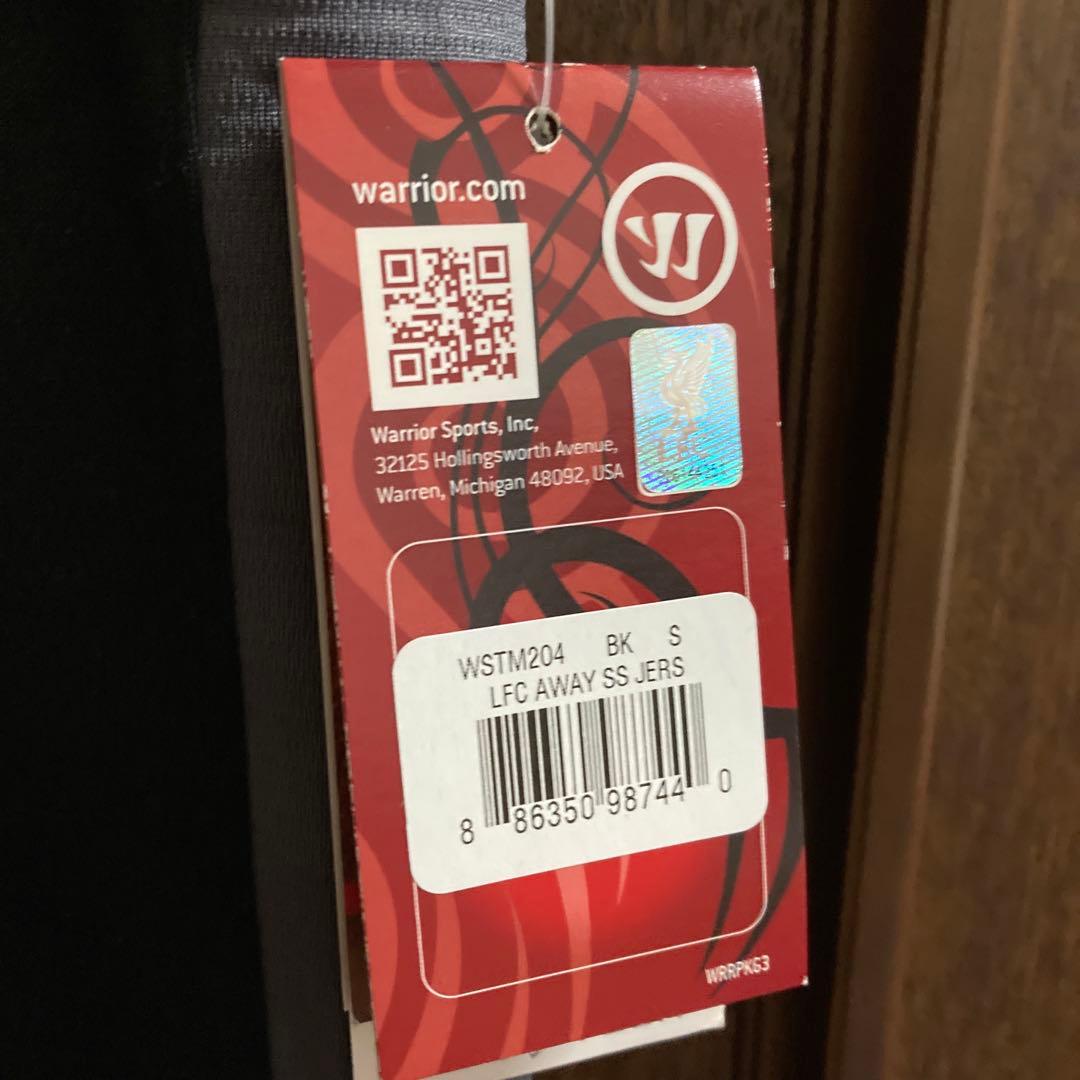 warrior.com
Warrior Sports, Inc,
32125 Hollingsworth Avenue,
Warren, Michigan 48092, USA
WSTM204 BK S
LFC AWAY SS JERS
8 86350 98744 0
WRRPKG3